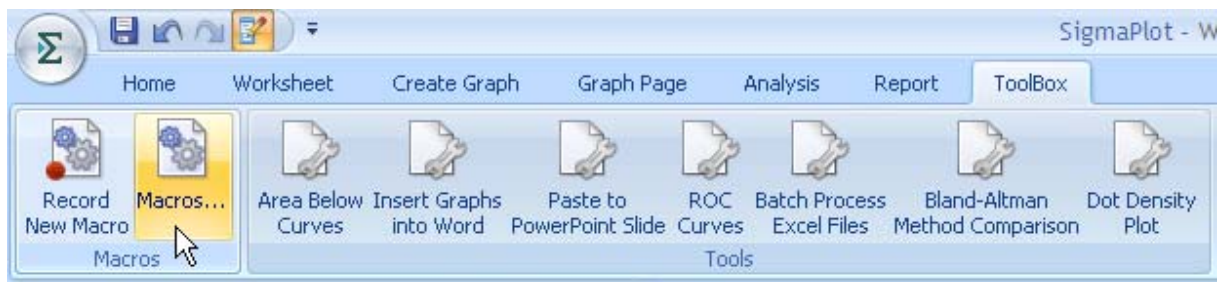 Σ
SigmaPlot - W
Home Worksheet Create Graph Graph Page Analysis Report ToolBox
Record Macros... Area Below Insert Graphs Paste to ROC Batch Process Bland-Altman Dot Density
New Macro Curves into Word PowerPoint Slide Curves Excel Files Method Comparison Plot
Macros Tools